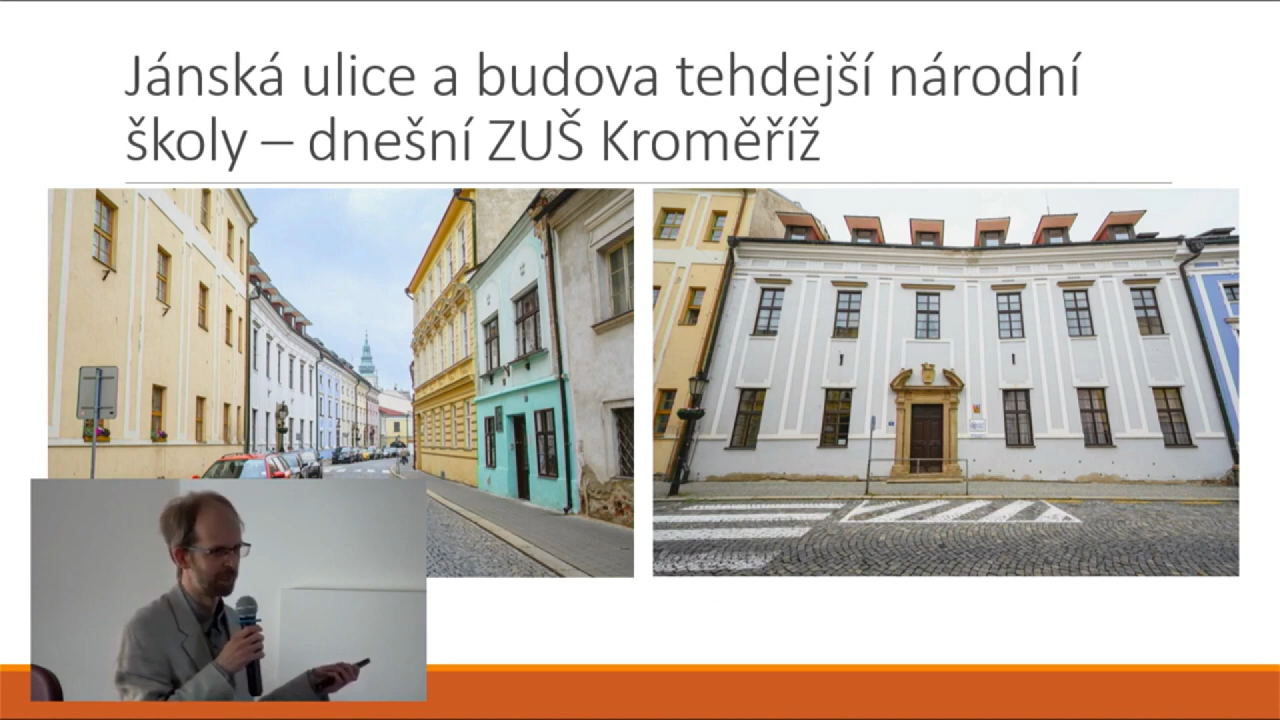 Jánská ulice a budova tehdejší národní
školy – dnešní ZUŠ Kroměříž